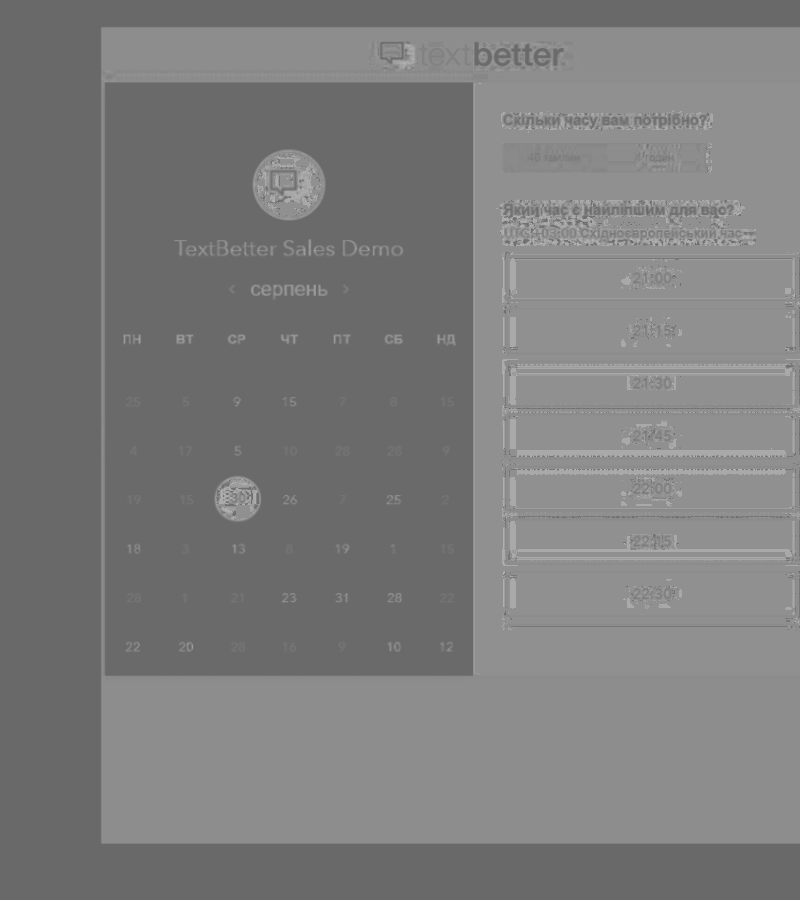 textbetter
TextBetter Sales Demo
‹ серпень ›
ПН ВТ СР ЧТ ПТ СБ НД
25 5 9 15 7 8 15
4 17 5 10 28 28 9
19 15 26 7 25 2
18 3 13 8 19 1 15
28 1 21 23 31 28 22
22 20 28 16 9 10 12
Скільки часу вам потрібно?
45 хвилин 1 годин
Який час є найліпшим для вас?
03:00 Східноєвропейський час
21:00
21:15
21:30
21:45
22:00
22:15
22:30